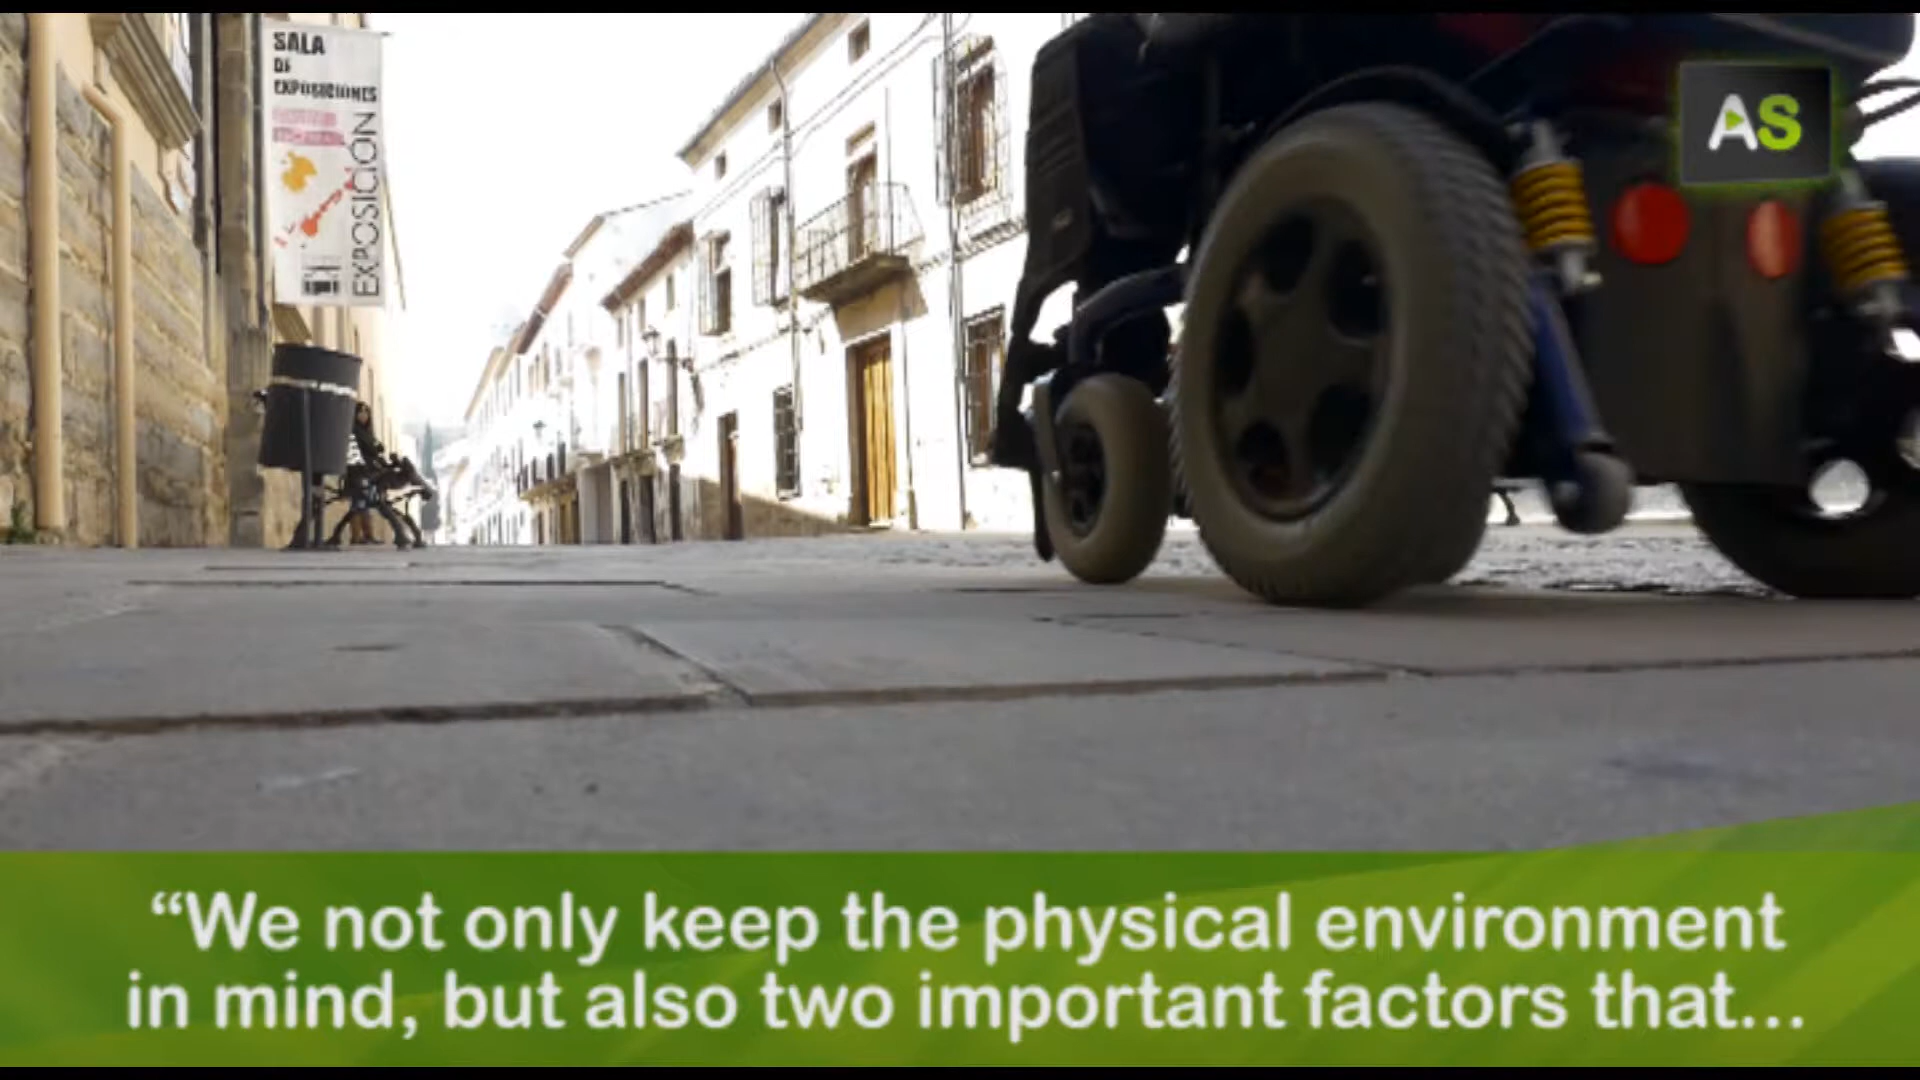 SALA
DE
EXPOSICIONES
EXPOSICIÓN
AS
“We not only keep the physical environment
in mind, but also two important factors that...